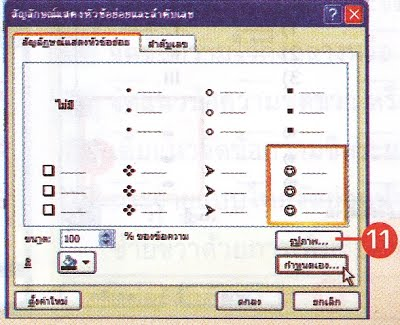 สัญลักษณ์แสดงหัวข้อย่อยและลำดับเลข
สัญลักษณ์แสดงหัวข้อย่อย ลำดับเลข
ไม่มี
ขนาด: 100 % ของข้อความ
รูปภาพ...
11
สี
กำหนดเอง...
ตั้งค่าใหม่ ตกลง ยกเลิก